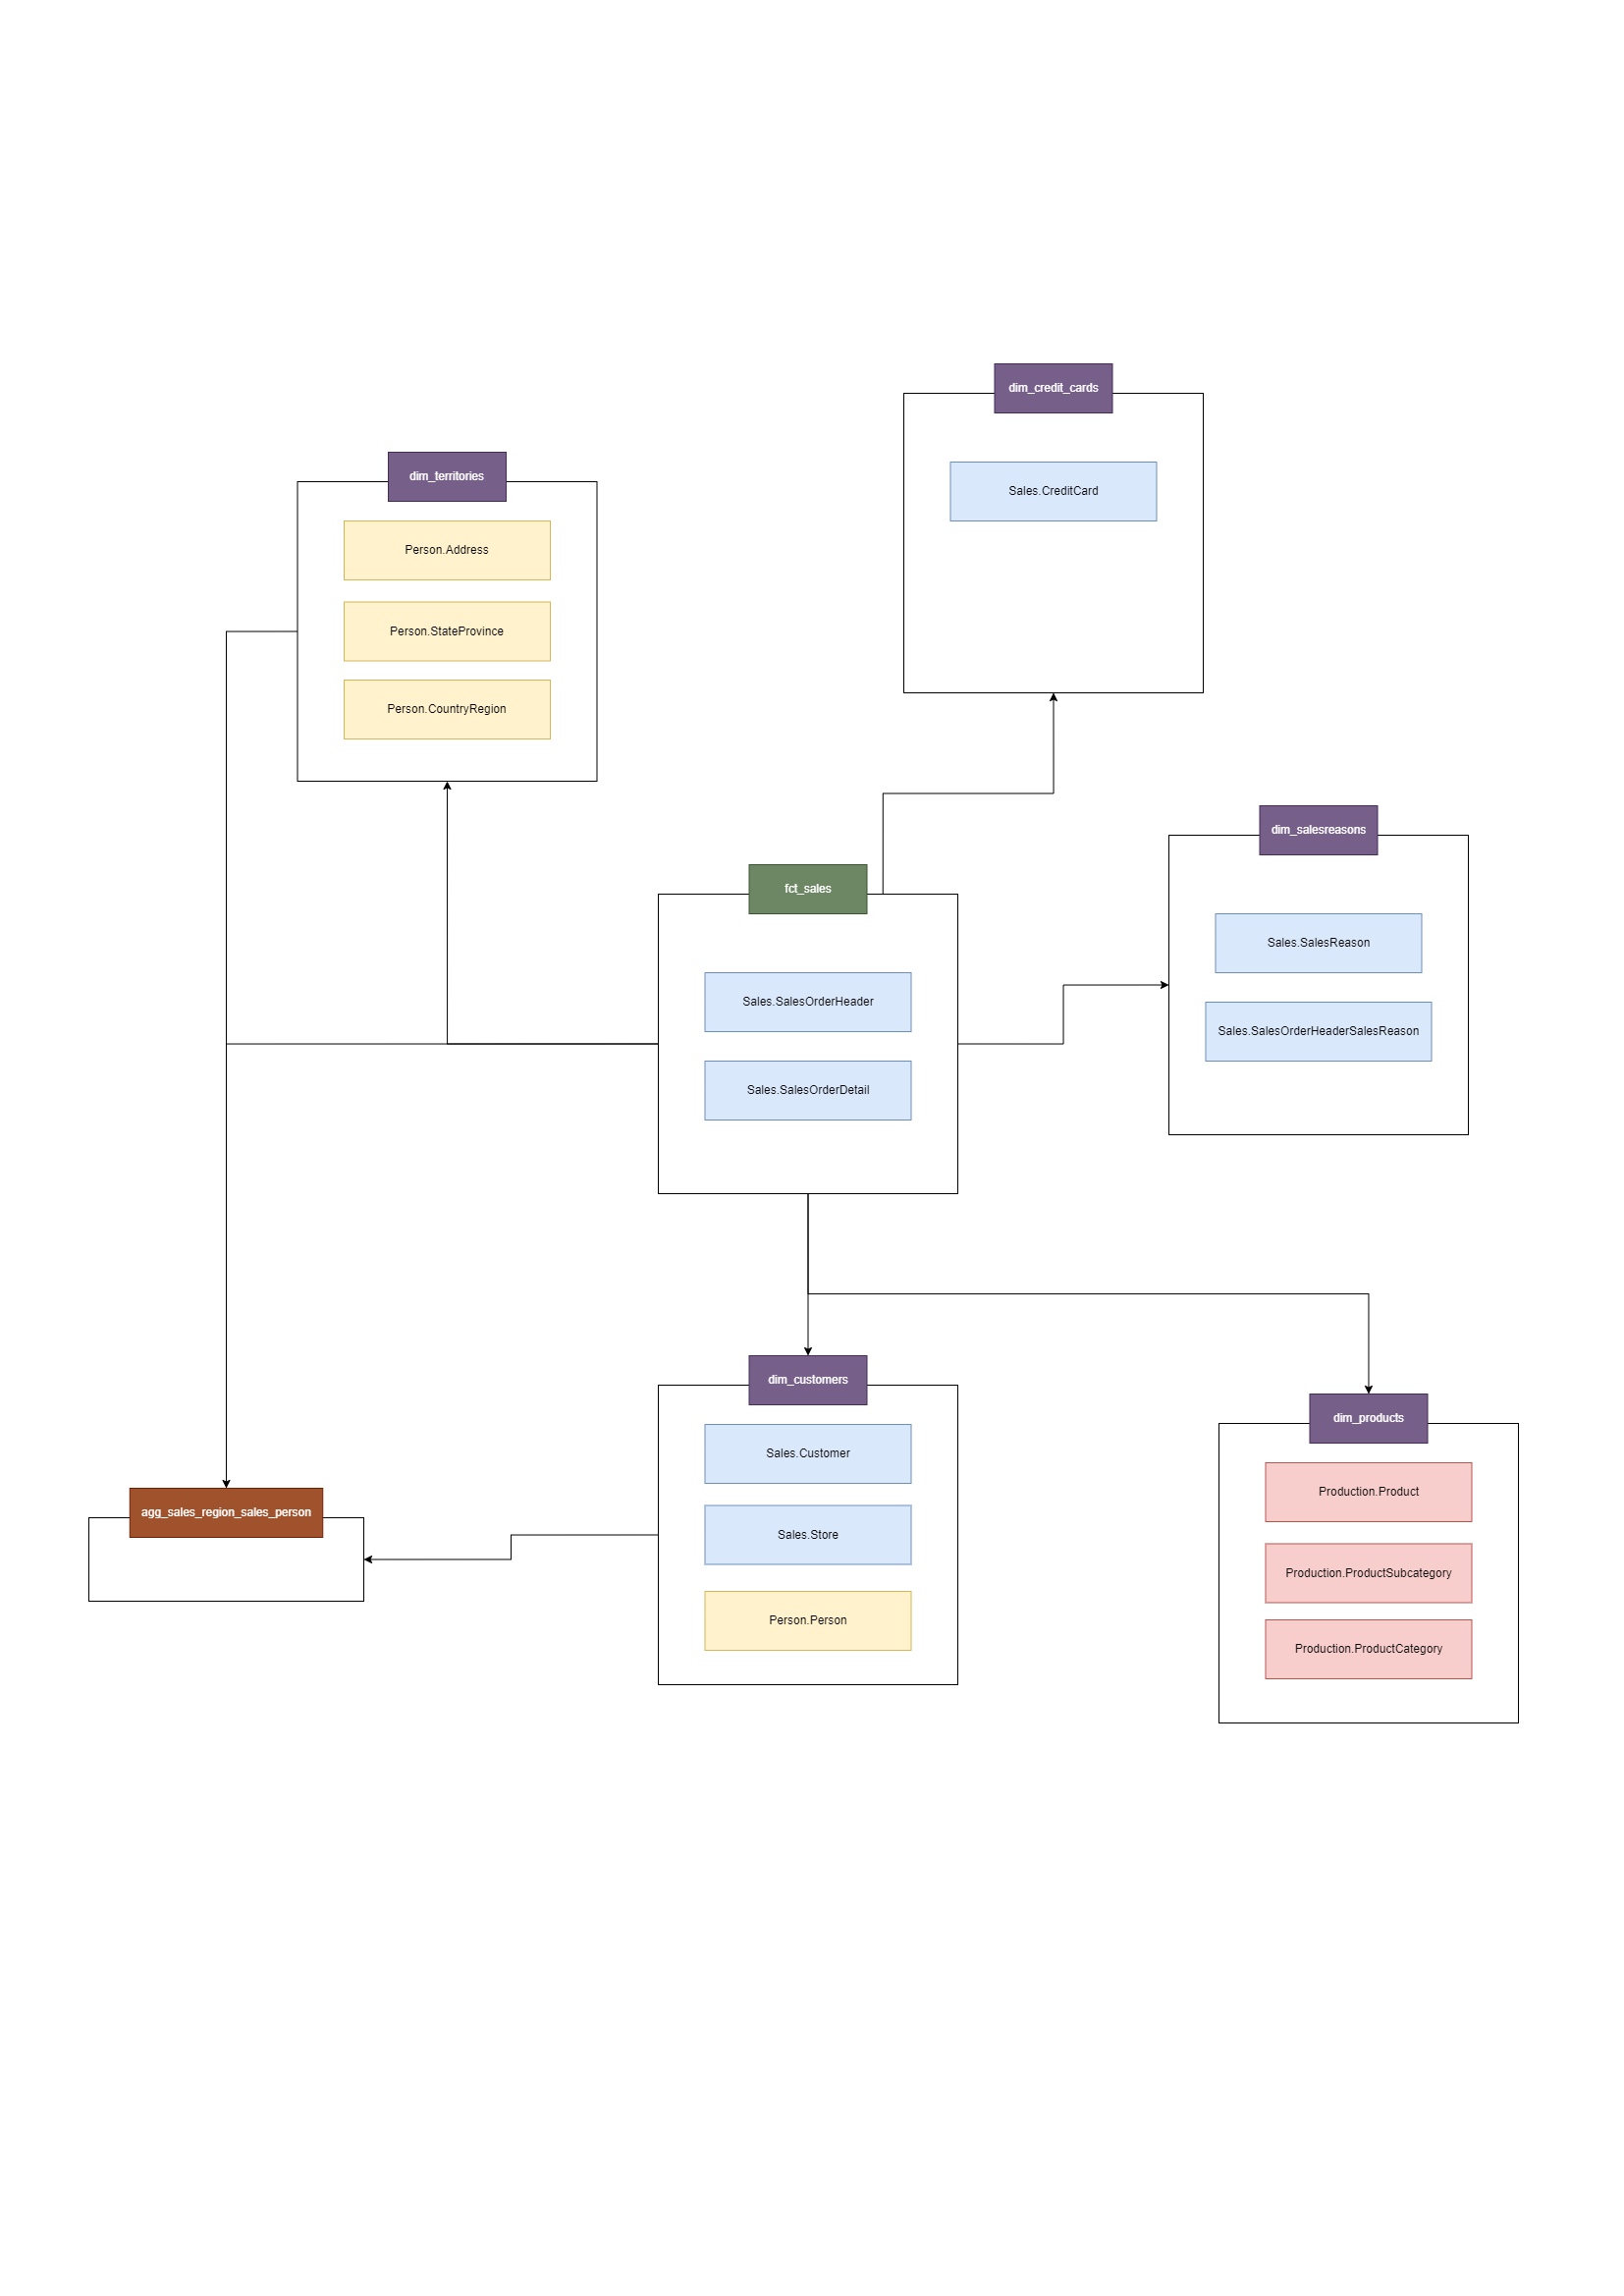 dim_credit_cards
Sales.CreditCard
dim_territories
Person.Address
Person.StateProvince
Person.CountryRegion
dim_salesreasons
Sales.SalesReason
Sales.SalesOrderHeaderSalesReason
fct_sales
Sales.SalesOrderHeader
Sales.SalesOrderDetail
dim_customers
Sales.Customer
Sales.Store
Person.Person
dim_products
Production.Product
Production.ProductSubcategory
Production.ProductCategory
agg_sales_region_sales_person